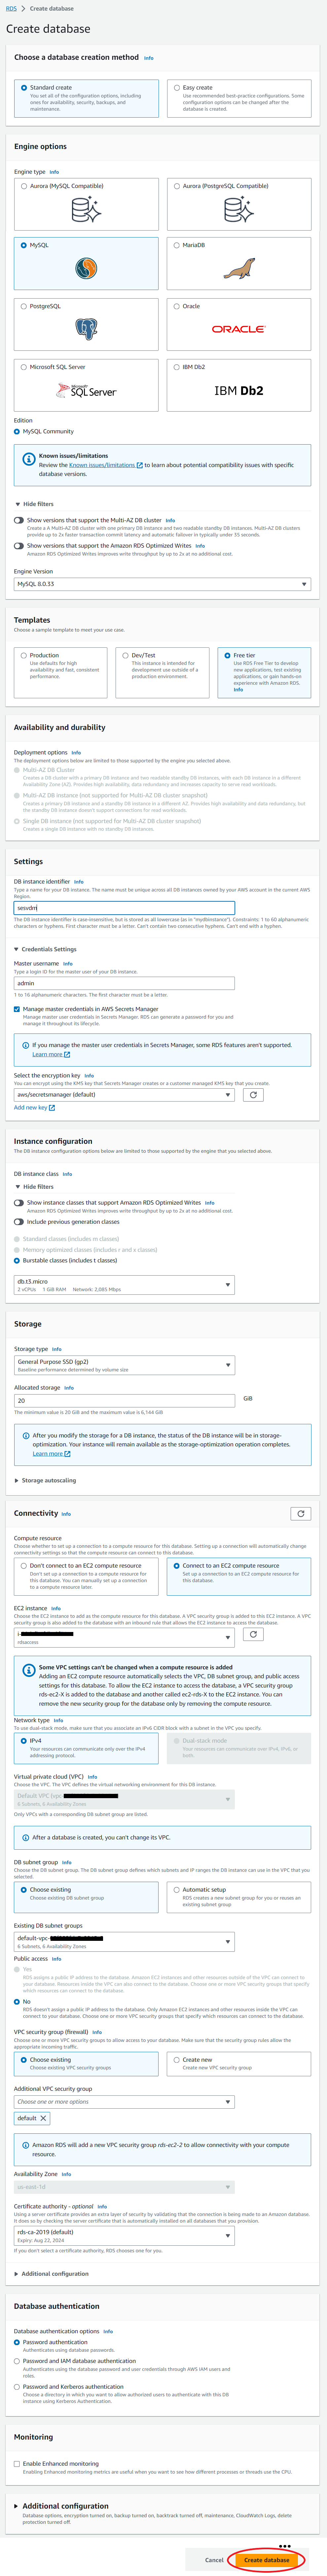 RDS > Create database
Create database
Choose a database creation method Info
Standard create
You set all of the configuration options, including
ones for availability, security, backups, and
maintenance.
Easy create
Use recommended best-practice configurations. Some
configuration options can be changed after the
database is created.
Engine options
Engine type Info
Aurora (MySQL Compatible)
Aurora (PostgreSQL Compatible)
MySQL
MariaDB
PostgreSQL
Oracle
ORACLE
Microsoft SQL Server
Microsoft
SQL Server
IBM Db2
IBM Db2
Edition
MySQL Community
Known issues/limitations
Review the Known issues/limitations to learn about potential compatibility issues with specific
database versions.
Hide filters
Show versions that support the Multi-AZ DB cluster Info
Create a A Multi-AZ DB cluster with one primary DB instance and two readable standby DB instances. Multi-AZ DB clusters
provide up to 2x faster transaction commit latency and automatic failover in typically under 35 seconds.
Show versions that support the Amazon RDS Optimized Writes Info
Amazon RDS Optimized Writes improves write throughput by up to 2x at no additional cost.
Engine Version
MySQL 8.0.33
Templates
Choose a sample template to meet your use case.
Production
Use defaults for high
availability and fast, consistent
performance.
Dev/Test
This instance is intended for
development use outside of a
production environment.
Free tier
Use RDS Free Tier to develop
new applications, test existing
applications, or gain hands-on
experience with Amazon RDS.
Info
Availability and durability
Deployment options Info
The deployment options below are limited to those supported by the engine you selected above.
Multi-AZ DB Cluster
Creates a DB cluster with a primary DB instance and two readable standby DB instances, with each DB instance in a different
Availability Zone (AZ). Provides high availability, data redundancy and increases capacity to serve read workloads.
Multi-AZ DB instance (not supported for Multi-AZ DB cluster snapshot)
Creates a primary DB instance and a standby DB instance in a different AZ. Provides high availability and data redundancy, but
the standby DB instance doesn't support connections for read workloads.
Single DB instance (not supported for Multi-AZ DB cluster snapshot)
Creates a single DB instance with no standby DB instances.
Settings
DB instance identifier Info
Type a name for your DB instance. The name must be unique across all DB instances owned by your AWS account in the current AWS
Region.
sesvdm
The DB instance identifier is case-insensitive, but is stored as all lowercase (as in "mydbinstance"). Constraints: 1 to 60 alphanumeric
characters or hyphens. First character must be a letter. Can't contain two consecutive hyphens. Can't end with a hyphen.
Credentials Settings
Master username Info
Type a login ID for the master user of your DB instance.
admin
1 to 16 alphanumeric characters. The first character must be a letter.
Manage master credentials in AWS Secrets Manager
Manage master user credentials in Secrets Manager. RDS can generate a password for you and
manage it throughout its lifecycle.
If you manage the master user credentials in Secrets Manager, some RDS features aren't supported.
Learn more
Select the encryption key Info
You can encrypt using the KMS key that Secrets Manager creates or a customer managed KMS key that you create.
aws/secretsmanager (default)
Add new key
Instance configuration
The DB instance configuration options below are limited to those supported by the engine that you selected above.
DB instance class Info
Hide filters
Show instance classes that support Amazon RDS Optimized Writes Info
Amazon RDS Optimized Writes improves write throughput by up to 2x at no additional cost.
Include previous generation classes
Standard classes (includes m classes)
Memory optimized classes (includes r and x classes)
Burstable classes (includes t classes)
db.t3.micro
2 vCPUs 1 GiB RAM Network: 2,085 Mbps
Storage
Storage type Info
General Purpose SSD (gp2)
Baseline performance determined by volume size
Allocated storage Info
20
GiB
The minimum value is 20 GiB and the maximum value is 6,144 GiB
After you modify the storage for a DB instance, the status of the DB instance will be in storage-
optimization. Your instance will remain available as the storage-optimization operation completes.
Learn more
Storage autoscaling
Connectivity Info
Compute resource
Choose whether to set up a connection to a compute resource for this database. Setting up a connection will automatically change
connectivity settings so that the compute resource can connect to this database.
Don't connect to an EC2 compute resource
Don't set up a connection to a compute resource for
this database. You can manually set up a connection
to a compute resource later.
Connect to an EC2 compute resource
Set up a connection to an EC2 compute resource for
this database.
EC2 instance Info
Choose the EC2 instance to add as the compute resource for this database. A VPC security group is added to this EC2 instance. A VPC
security group is also added to the database with an inbound rule that allows the EC2 instance to access the database.
i-
rdsaccess
Some VPC settings can't be changed when a compute resource is added
Adding an EC2 compute resource automatically selects the VPC, DB subnet group, and public access
settings for this database. To allow the EC2 instance to access the database, a VPC security group
rds-ec2-X is added to the database and another called ec2-rds-X to the EC2 instance. You can
remove the new security group for the database only by removing the compute resource.
Network type Info
To use dual-stack mode, make sure that you associate an IPv6 CIDR block with a subnet in the VPC you specify.
IPv4
Your resources can communicate only over the IPv4
addressing protocol.
Dual-stack mode
Your resources can communicate over IPv4, IPv6, or
both.
Virtual private cloud (VPC) Info
Choose the VPC. The VPC defines the virtual networking environment for this DB instance.
Default VPC (vpc-
6 Subnets, 6 Availability Zones
Only VPCs with a corresponding DB subnet group are listed.
After a database is created, you can't change its VPC.
DB subnet group Info
Choose the DB subnet group. The DB subnet group defines which subnets and IP ranges the DB instance can use in the VPC that you
selected.
Choose existing
Choose existing DB subnet group
Automatic setup
RDS creates a new subnet group for you or reuses an
existing subnet group
Existing DB subnet groups
default-vpc-
6 Subnets, 6 Availability Zones
Public access Info
Yes
RDS assigns a public IP address to the database. Amazon EC2 instances and other resources outside of the VPC can connect to
your database. Resources inside the VPC can also connect to the database. Choose one or more VPC security groups that specify
which resources can connect to the database.
No
RDS doesn't assign a public IP address to the database. Only Amazon EC2 instances and other resources inside the VPC can
connect to your database. Choose one or more VPC security groups that specify which resources can connect to the database.
VPC security group (firewall) Info
Choose one or more VPC security groups to allow access to your database. Make sure that the security group rules allow the
appropriate incoming traffic.
Choose existing
Choose existing VPC security groups
Create new
Create new VPC security group
Additional VPC security group
Choose one or more options
default X
Amazon RDS will add a new VPC security group rds-ec2-2 to allow connectivity with your compute
resource.
Availability Zone Info
us-east-1d
Certificate authority - optional Info
Using a server certificate provides an extra layer of security by validating that the connection is being made to an Amazon database.
It does so by checking the server certificate that is automatically installed on all databases that you provision.
rds-ca-2019 (default)
Expiry: Aug 22, 2024
If you don't select a certificate authority, RDS chooses one for you.
Additional configuration
Database authentication
Database authentication options Info
Password authentication
Authenticates using database passwords.
Password and IAM database authentication
Authenticates using the database password and user credentials through AWS IAM users and
roles.
Password and Kerberos authentication
Choose a directory in which you want to allow authorized users to authenticate with this DB
instance using Kerberos Authentication.
Monitoring
Enable Enhanced monitoring
Enabling Enhanced monitoring metrics are useful when you want to see how different processes or threads use the CPU.
Additional configuration
Database options, encryption turned on, backup turned on, backtrack turned off, maintenance, CloudWatch Logs, delete
protection turned off.
Cancel
Create database